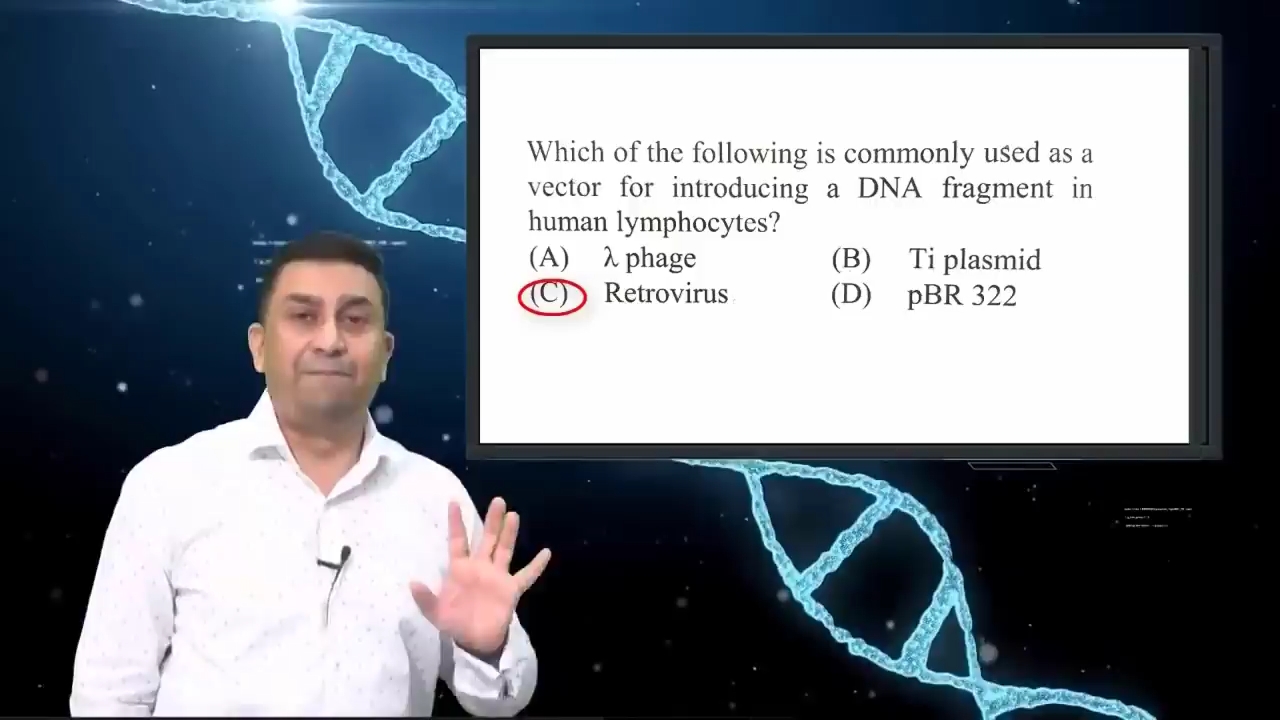 Which of the following is commonly used as a
vector for introducing a DNA fragment in
human lymphocytes?
(A) λ phage (B) Ti plasmid
(C) Retrovirus (D) pBR 322